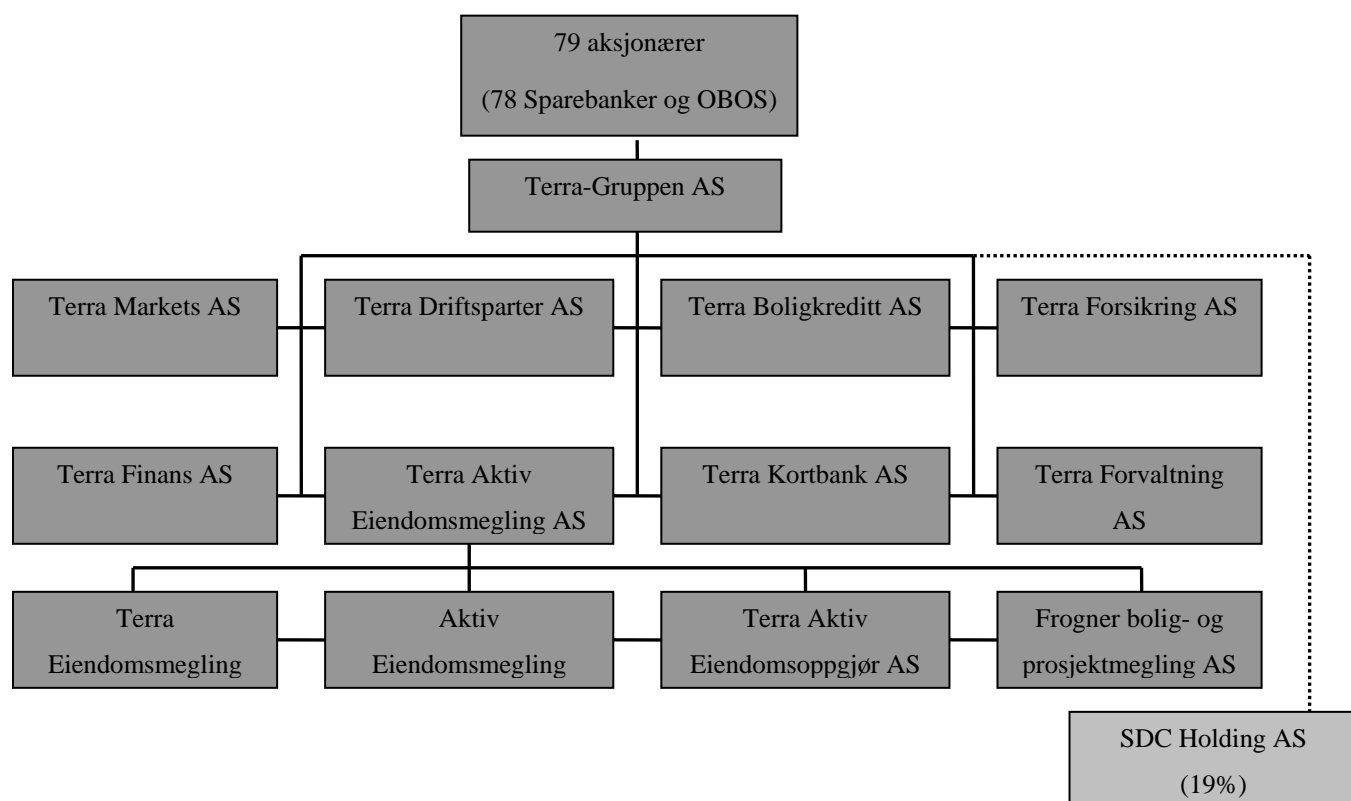 79 aksjonærer
(78 Sparebanker og OBOS)
Terra-Gruppen AS
Terra Markets AS
Terra Driftsparter AS
Terra Boligkreditt AS
Terra Forsikring AS
Terra Finans AS
Terra Aktiv
Eiendomsmegling AS
Terra Kortbank AS
Terra Forvaltning
AS
Terra
Eiendomsmegling
Aktiv
Eiendomsmegling
Terra Aktiv
Eiendomsoppgjør AS
Frogner bolig- og
prosjektmegling AS
SDC Holding AS
(19%)